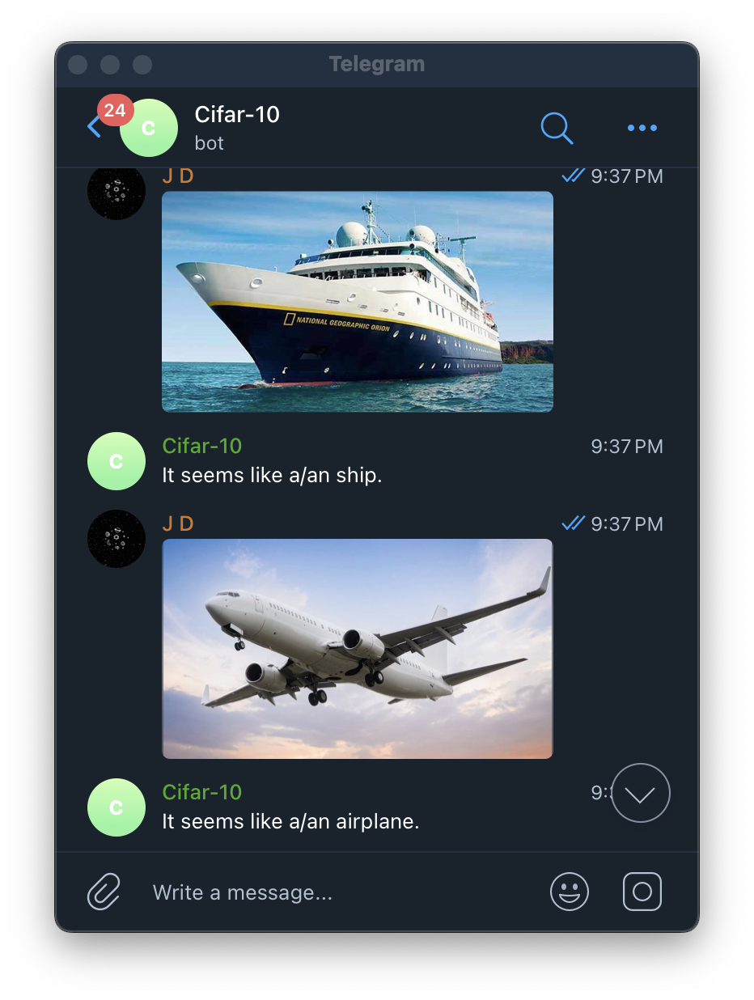 Telegram
24
C
Cifar-10
bot
J D
9:37 PM
NATIONAL GEOGRAPHIC ORION
C
Cifar-10
9:37 PM
It seems like a/an ship.
J D
9:37 PM
C
Cifar-10
9:
It seems like a/an airplane.
Write a message...